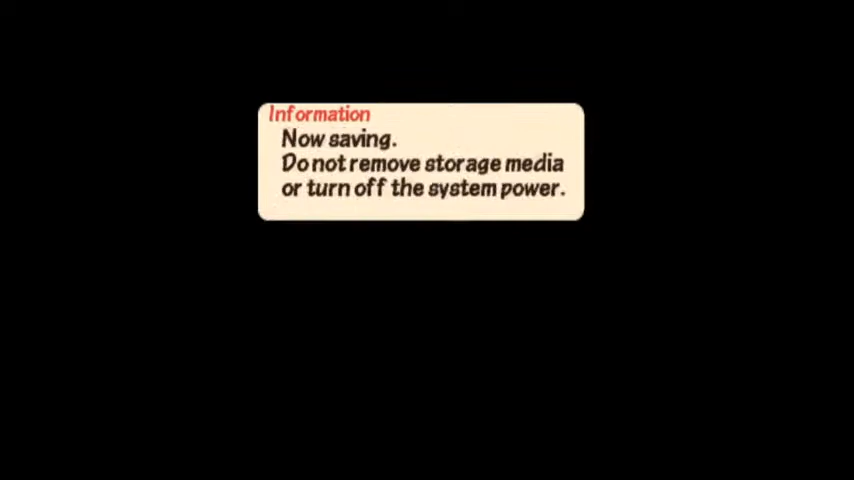 Information
Now saving.
Do not remove storage media
or turn off the system power.